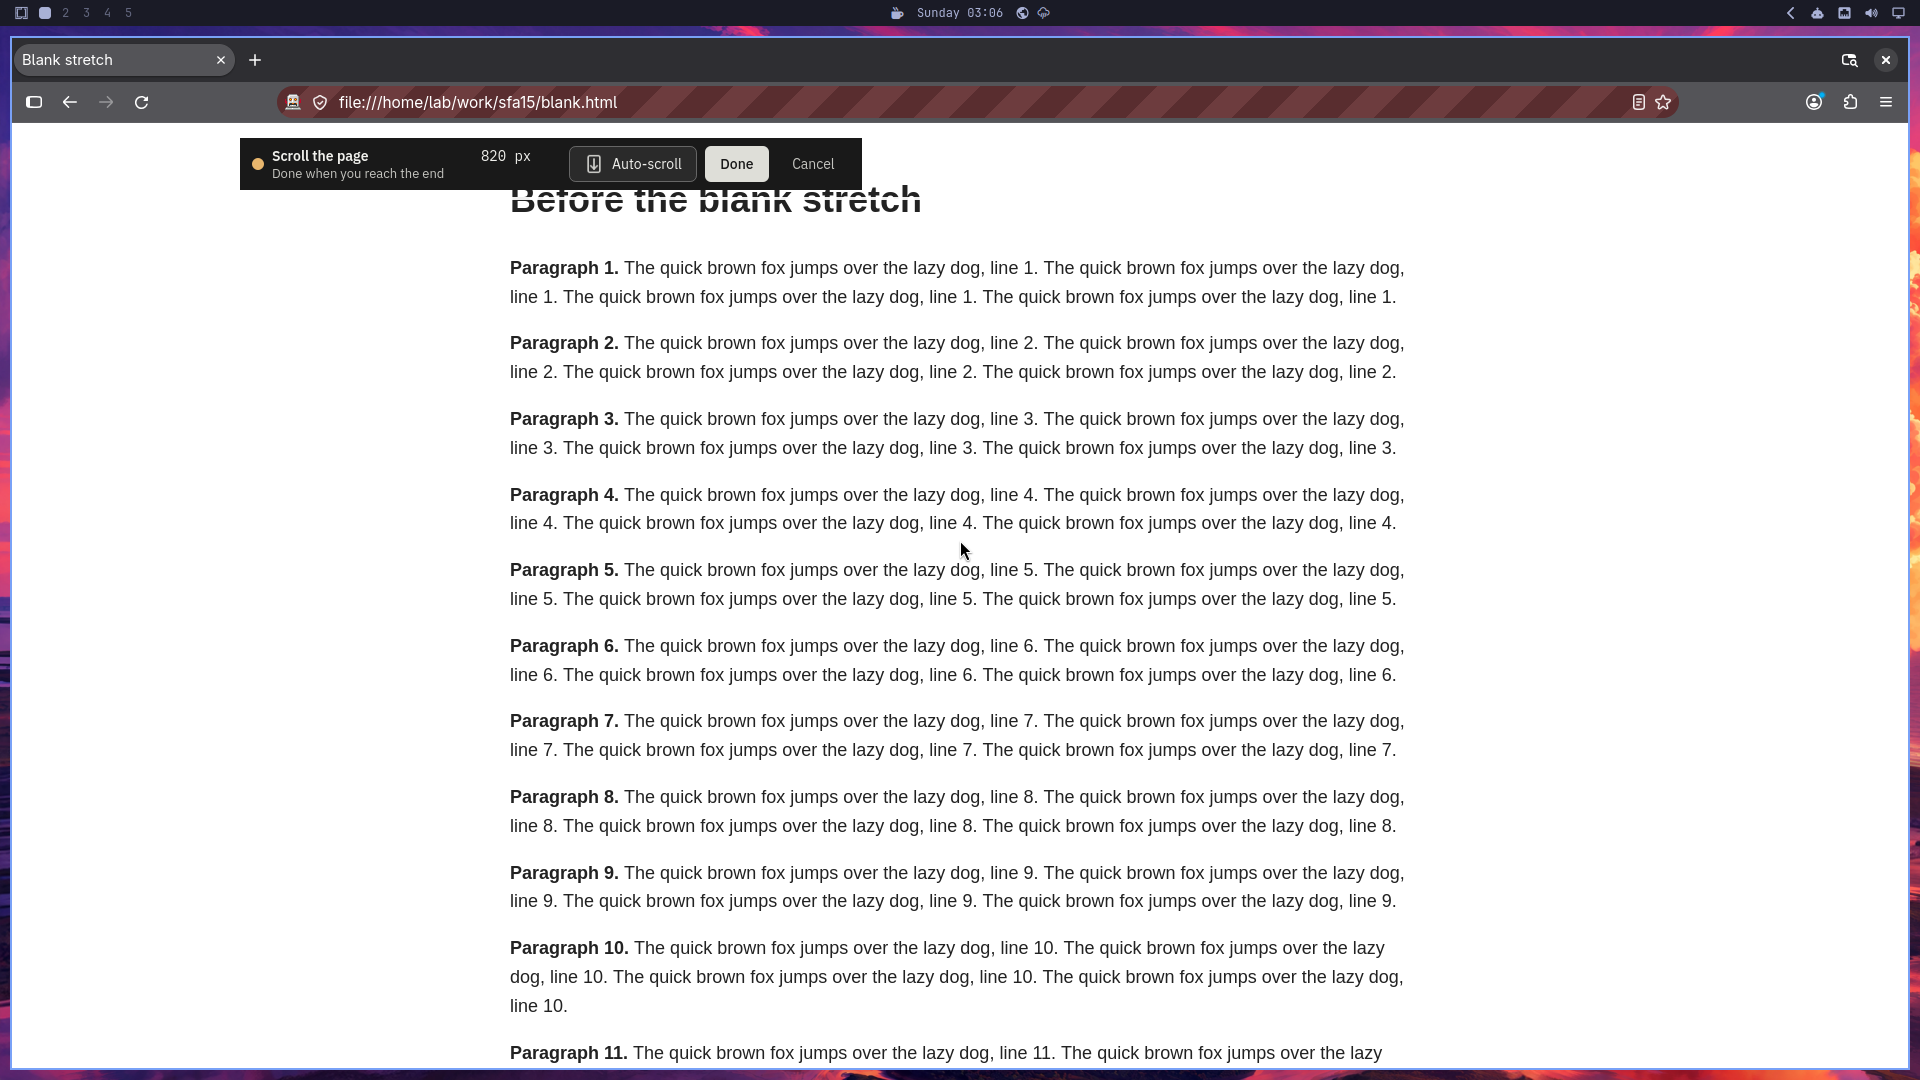 2 3 4 5
Sunday 03:06
Blank stretch
file:///home/lab/work/sfa15/blank.html
Scroll the page
Done when you reach the end
820 px
Auto-scroll
Done
Cancel
Before the blank stretch
Paragraph 1. The quick brown fox jumps over the lazy dog, line 1. The quick brown fox jumps over the lazy dog,
line 1. The quick brown fox jumps over the lazy dog, line 1. The quick brown fox jumps over the lazy dog, line 1.
Paragraph 2. The quick brown fox jumps over the lazy dog, line 2. The quick brown fox jumps over the lazy dog,
line 2. The quick brown fox jumps over the lazy dog, line 2. The quick brown fox jumps over the lazy dog, line 2.
Paragraph 3. The quick brown fox jumps over the lazy dog, line 3. The quick brown fox jumps over the lazy dog,
line 3. The quick brown fox jumps over the lazy dog, line 3. The quick brown fox jumps over the lazy dog, line 3.
Paragraph 4. The quick brown fox jumps over the lazy dog, line 4. The quick brown fox jumps over the lazy dog,
line 4. The quick brown fox jumps over the lazy dog, line 4. The quick brown fox jumps over the lazy dog, line 4.
Paragraph 5. The quick brown fox jumps over the lazy dog, line 5. The quick brown fox jumps over the lazy dog,
line 5. The quick brown fox jumps over the lazy dog, line 5. The quick brown fox jumps over the lazy dog, line 5.
Paragraph 6. The quick brown fox jumps over the lazy dog, line 6. The quick brown fox jumps over the lazy dog,
line 6. The quick brown fox jumps over the lazy dog, line 6. The quick brown fox jumps over the lazy dog, line 6.
Paragraph 7. The quick brown fox jumps over the lazy dog, line 7. The quick brown fox jumps over the lazy dog,
line 7. The quick brown fox jumps over the lazy dog, line 7. The quick brown fox jumps over the lazy dog, line 7.
Paragraph 8. The quick brown fox jumps over the lazy dog, line 8. The quick brown fox jumps over the lazy dog,
line 8. The quick brown fox jumps over the lazy dog, line 8. The quick brown fox jumps over the lazy dog, line 8.
Paragraph 9. The quick brown fox jumps over the lazy dog, line 9. The quick brown fox jumps over the lazy dog,
line 9. The quick brown fox jumps over the lazy dog, line 9. The quick brown fox jumps over the lazy dog, line 9.
Paragraph 10. The quick brown fox jumps over the lazy dog, line 10. The quick brown fox jumps over the lazy
dog, line 10. The quick brown fox jumps over the lazy dog, line 10. The quick brown fox jumps over the lazy dog,
line 10.
Paragraph 11. The quick brown fox jumps over the lazy dog, line 11. The quick brown fox jumps over the lazy